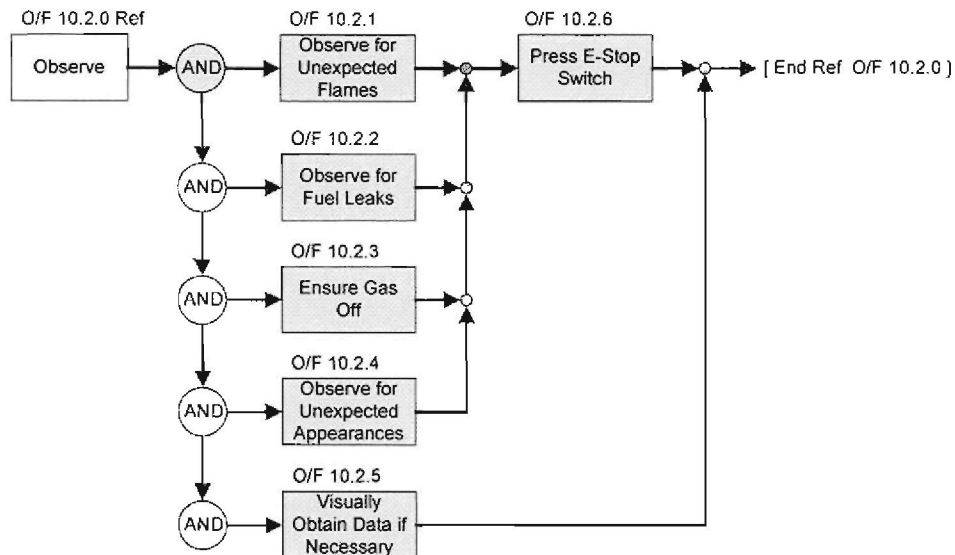 O/F 10.2.0 Ref
Observe
AND
O/F 10.2.1
Observe for
Unexpected
Flames
O/F 10.2.6
Press E-Stop
Switch
[ End Ref O/F 10.2.0 ]
AND
O/F 10.2.2
Observe for
Fuel Leaks
AND
O/F 10.2.3
Ensure Gas
Off
AND
O/F 10.2.4
Observe for
Unexpected
Appearances
AND
O/F 10.2.5
Visually
Obtain Data if
Necessary